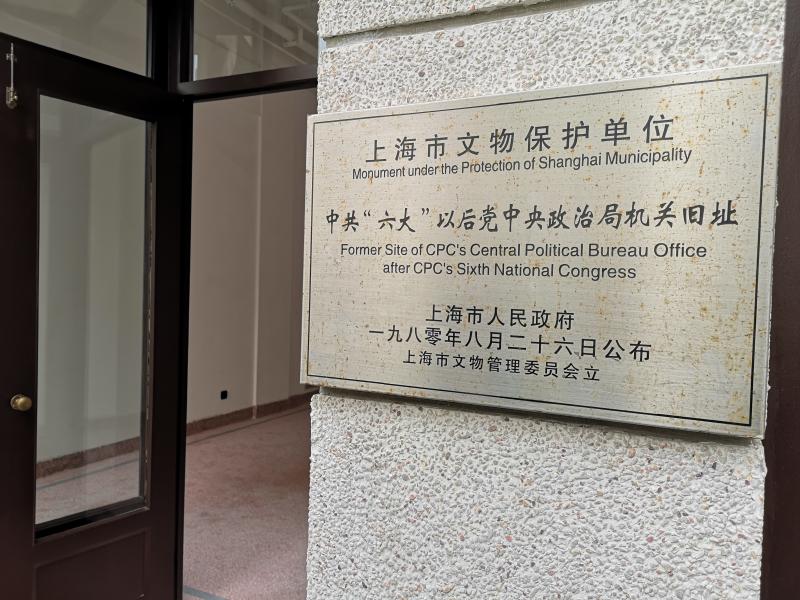 上海市文物保护单位
Monument under the Protection of Shanghai Municipality
中共“六大”以后党中央政治局机关旧址
Former Site of CPC's Central Political Bureau Office
after CPC's Sixth National Congress
上海市人民政府
一九八零年八月二十六日公布
上海市文物管理委员会立